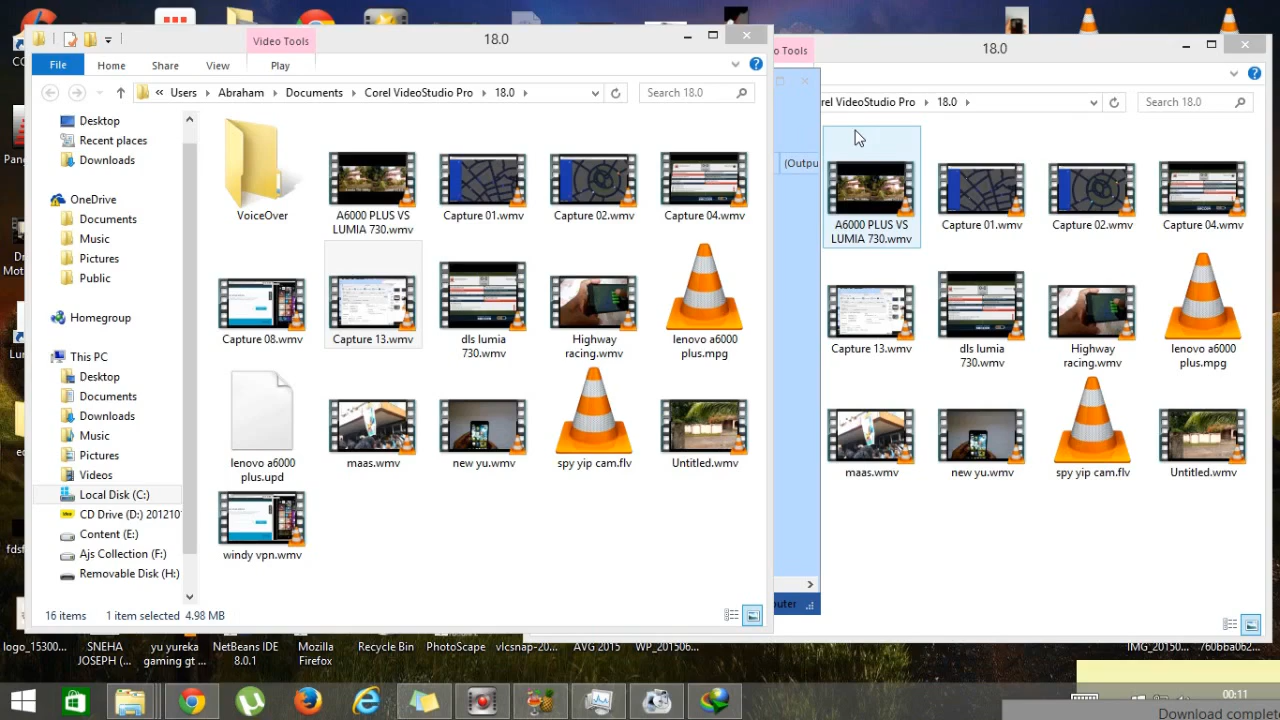 Video Tools
18.0
File
Home
Share
View
Play
Users
Abraham
Documents
Corel VideoStudio Pro
18.0
Search 18.0
Desktop
Recent places
Downloads
OneDrive
Documents
Music
Pictures
Public
Homegroup
This PC
Desktop
Documents
Downloads
Music
Pictures
Videos
Local Disk (C:)
CD Drive (D:) 201210
Content (E:)
Ajs Collection (F:)
Removable Disk (H:)
VoiceOver
A6000 PLUS VS
LUMIA 730.wmv
Capture 01.wmv
Capture 02.wmv
Capture 04.wmv
Capture 08.wmv
Capture 13.wmv
dls lumia
730.wmv
Highway
racing.wmv
lenovo a6000
plus.mpg
lenovo a6000
plus.upd
maas.wmv
new yu.wmv
spy yip cam.flv
Untitled.wmv
windy vpn.wmv
16 items
item selected 4.98 MB
o Tools
18.0
rel VideoStudio Pro
18.0
Search 18.0
(Outpu
A6000 PLUS VS
LUMIA 730.wmv
Capture 01.wmv
Capture 02.wmv
Capture 04.wmv
Capture 13.wmv
dls lumia
730.wmv
Highway
racing.wmv
lenovo a6000
plus.mpg
maas.wmv
new yu.wmv
spy yip cam.flv
Untitled.wmv
puter
CC
Pan
D
Mot
Lu
ec
fdsf
logo_15300...
SNEHA
JOSEPH (...
yu yureka
gaming gt ...
NetBeans IDE
8.0.1
Mozilla
Firefox
Recycle Bin
PhotoScape
vlcsnap-20...
AVG 2015
WP_201506...
IMG_20150...
760bba062...
00:11
Download complete